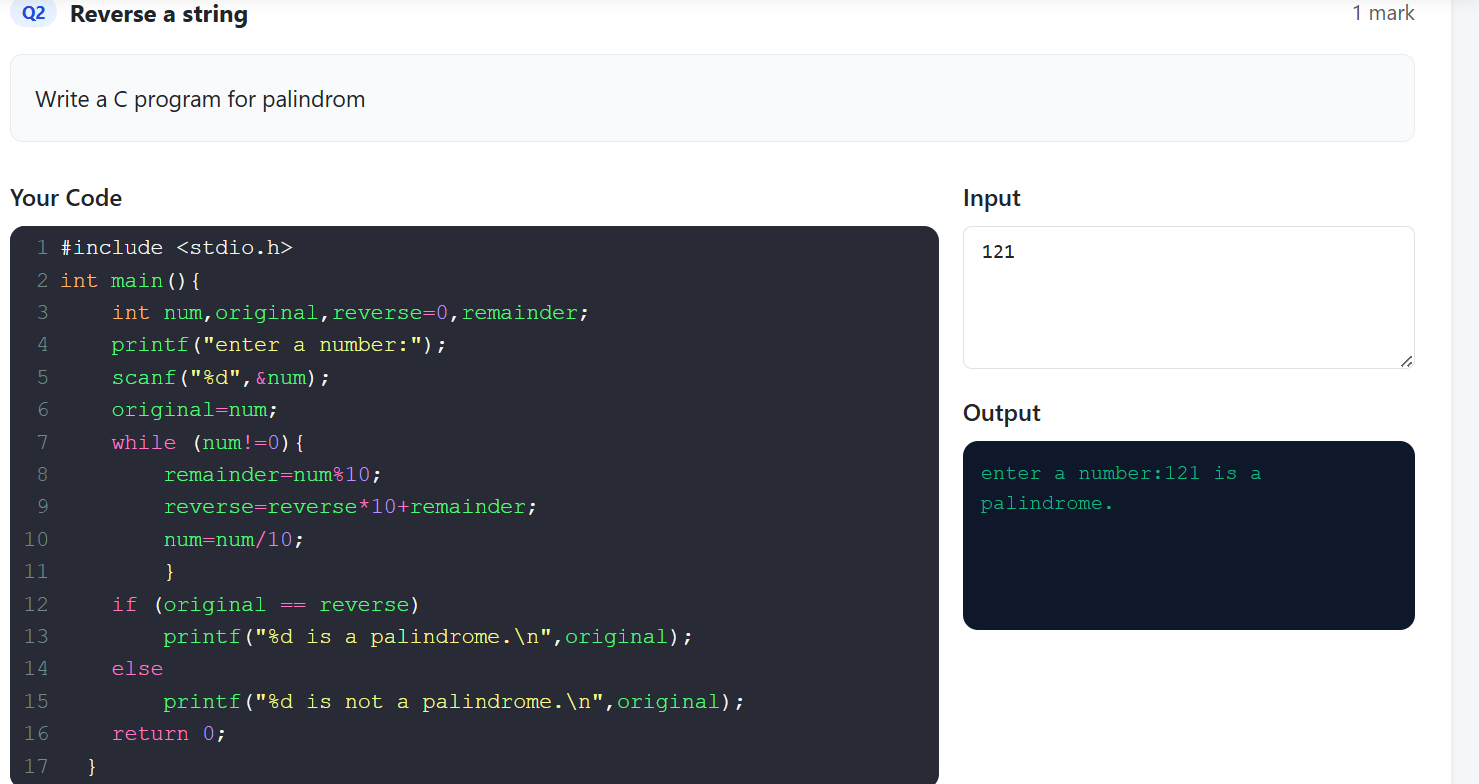 Q2 Reverse a string 1 mark
Write a C program for palindrom
Your Code
1 #include <stdio.h>
2 int main(){
3     int num,original,reverse=0,remainder;
4     printf("enter a number:");
5     scanf("%d",&num);
6     original=num;
7     while (num!=0){
8         remainder=num%10;
9         reverse=reverse*10+remainder;
10         num=num/10;
11         }
12     if (original == reverse)
13         printf("%d is a palindrome.\n",original);
14     else
15         printf("%d is not a palindrome.\n",original);
16     return 0;
17   }
Input
121
Output
enter a number:121 is a
palindrome.